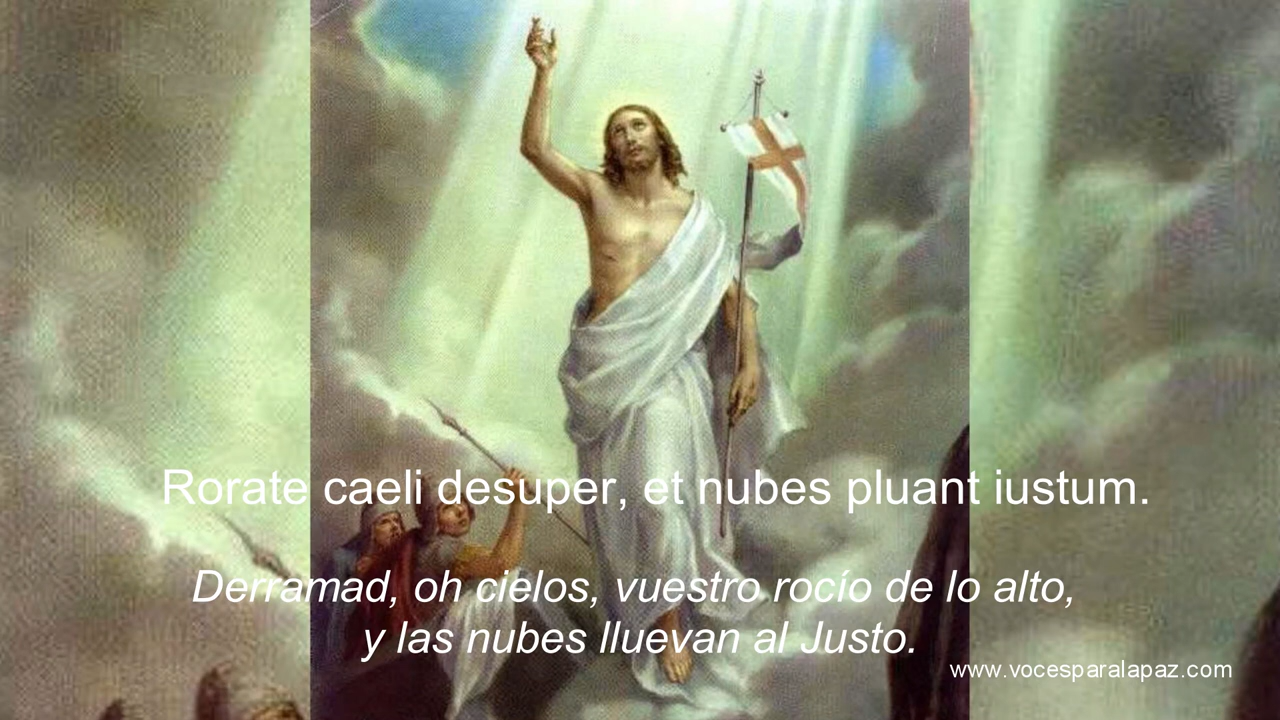 Rorate caeli desuper, et nubes pluant iustum.
Derramad, oh cielos, vuestro rocío de lo alto,
y las nubes lluevan al Justo.
www.vocesparalapaz.com